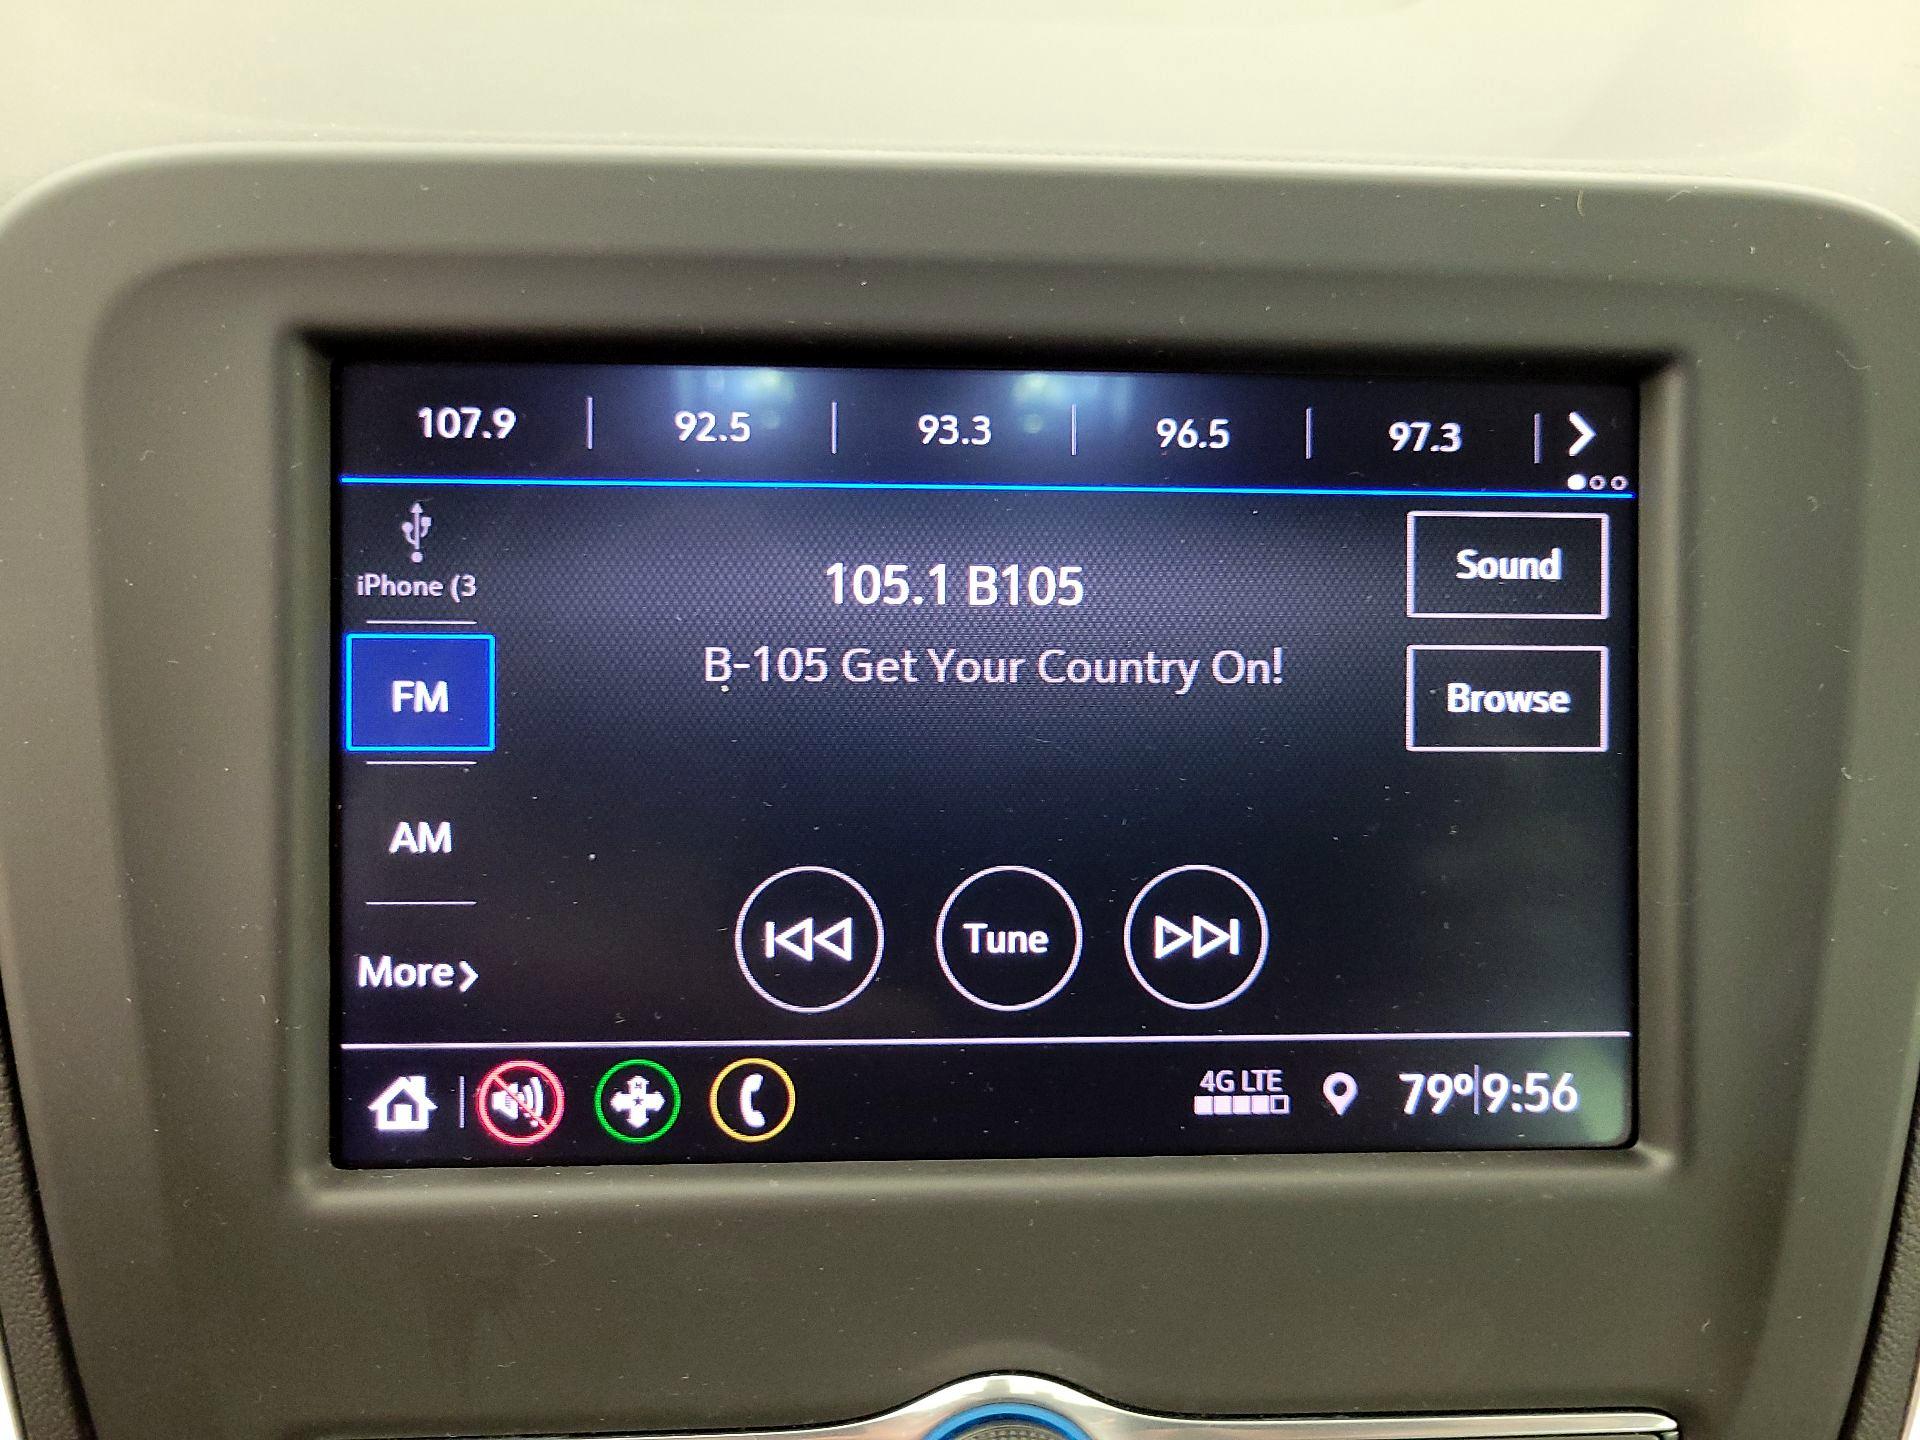 107.9 | 92.5 | 93.3 | 96.5 | 97.3
iPhone (3
Sound
105.1 B105
B-105 Get Your Country On!
FM
Browse
AM
Tune
More
4G LTE
79° 9:56